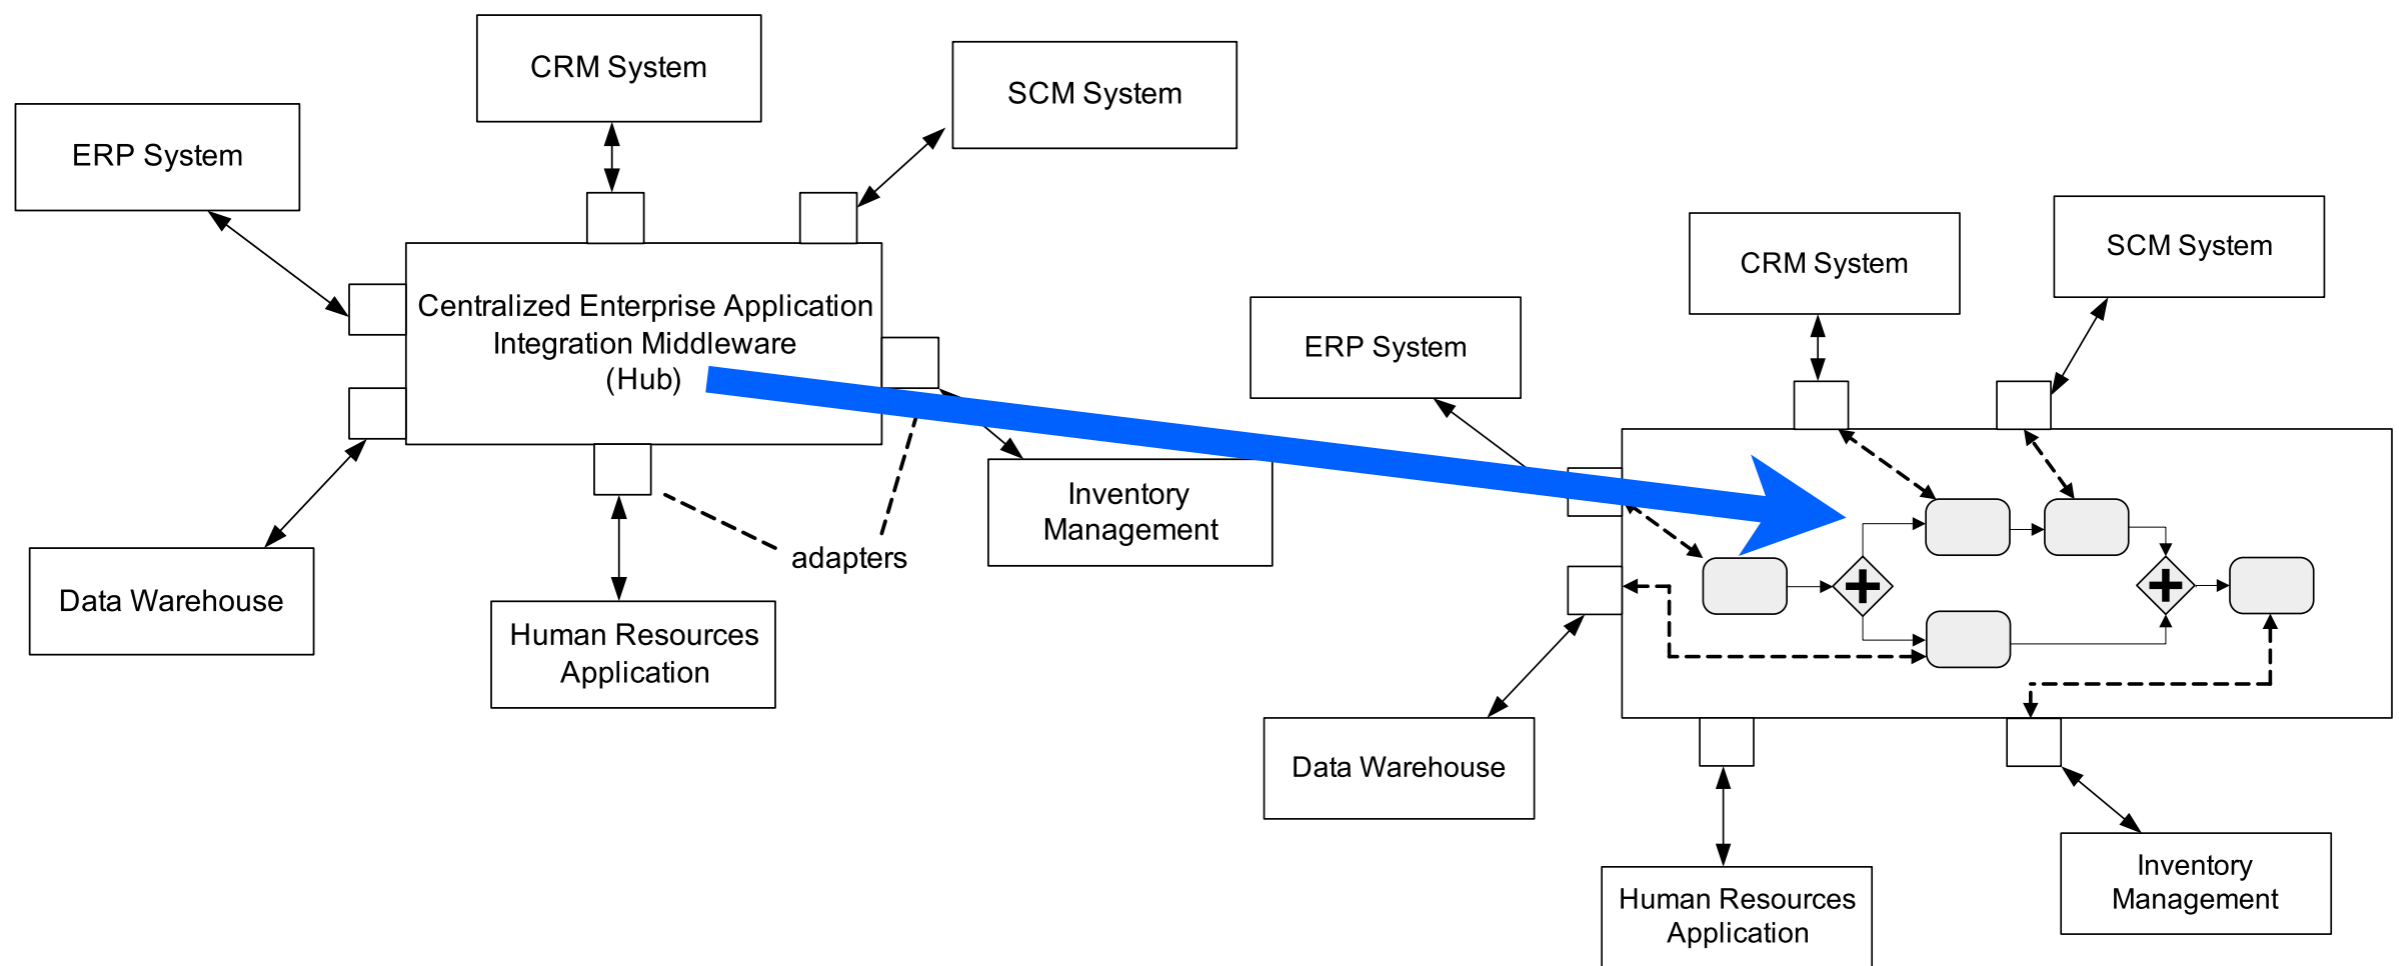 CRM System
SCM System
ERP System
Centralized Enterprise Application
Integration Middleware
(Hub)
Inventory
Management
adapters
Data Warehouse
Human Resources
Application
SCM System
CRM System
ERP System
Data Warehouse
Human Resources
Application
Inventory
Management